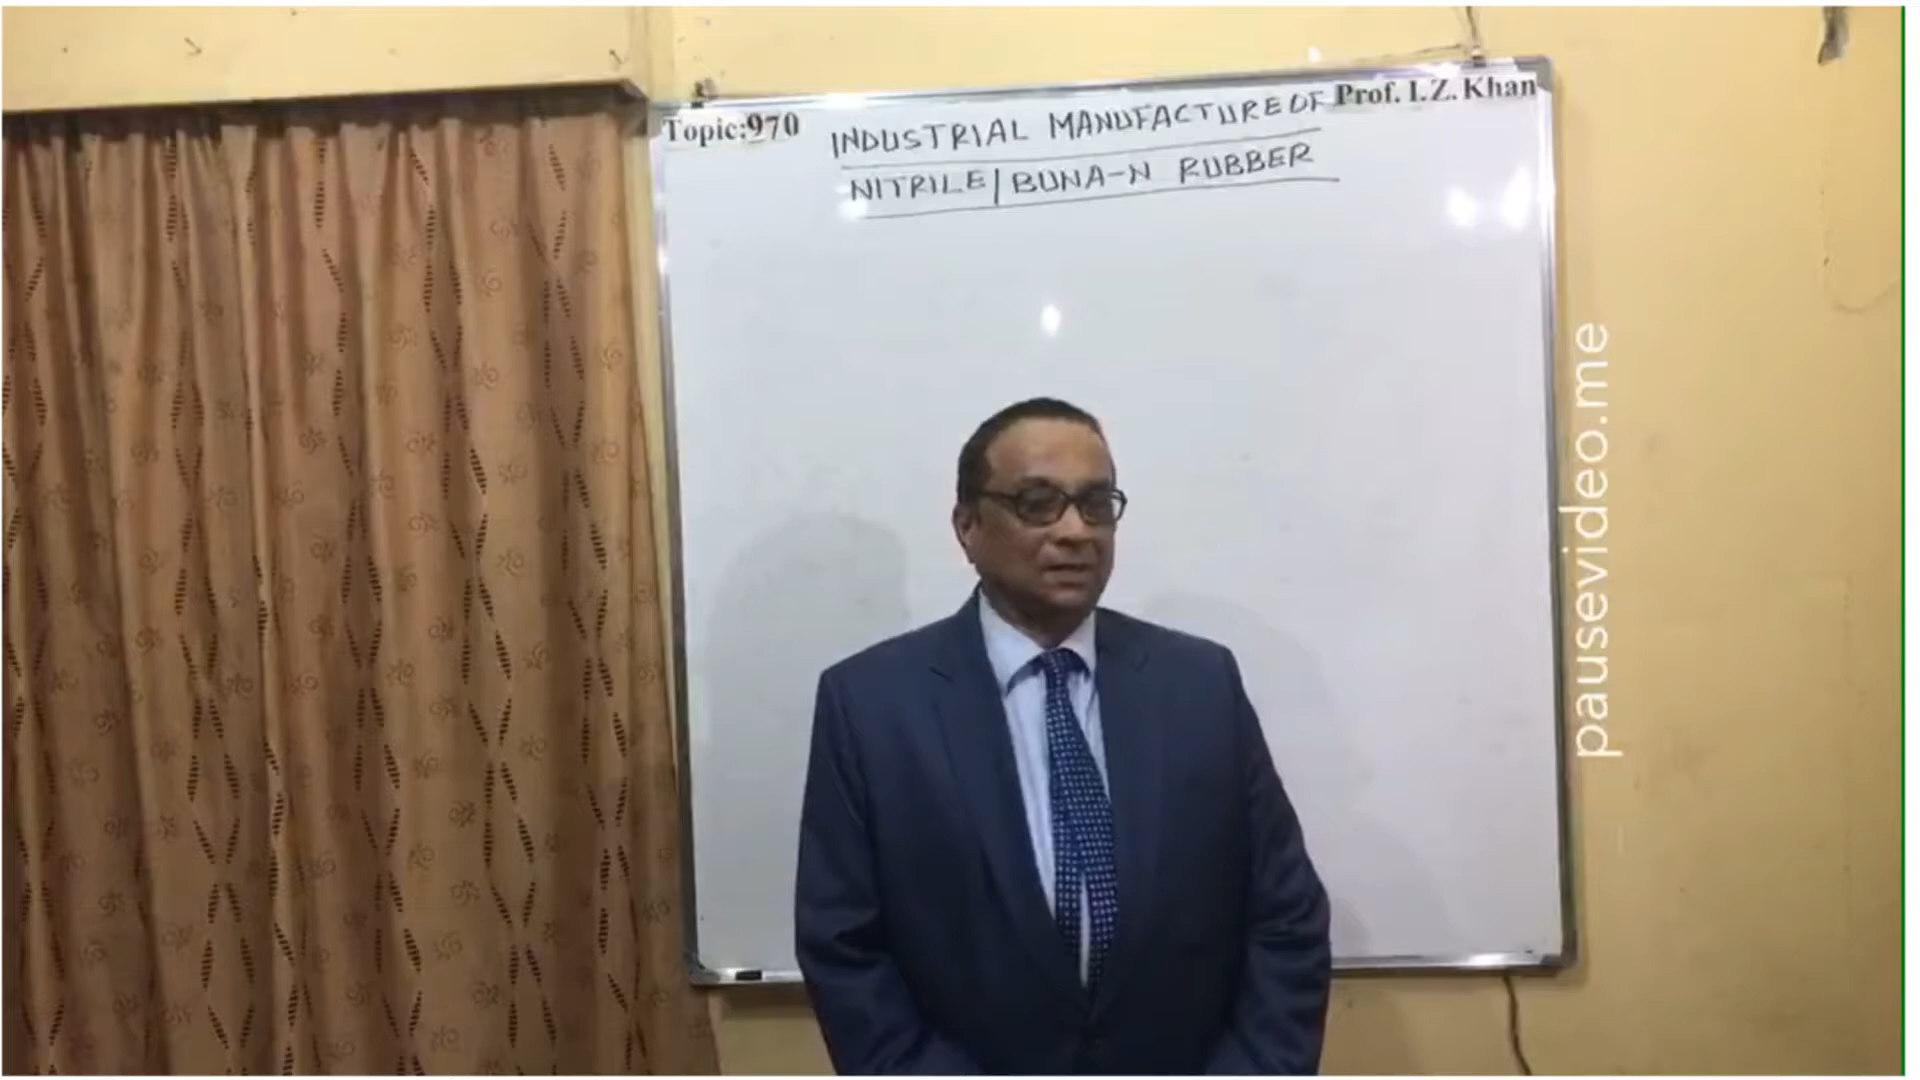 Topic:970
INDUSTRIAL MANUFACTURE OF
Prof. I.Z. Khan
NITRILE/BUNA-N RUBBER
pausevideo.me